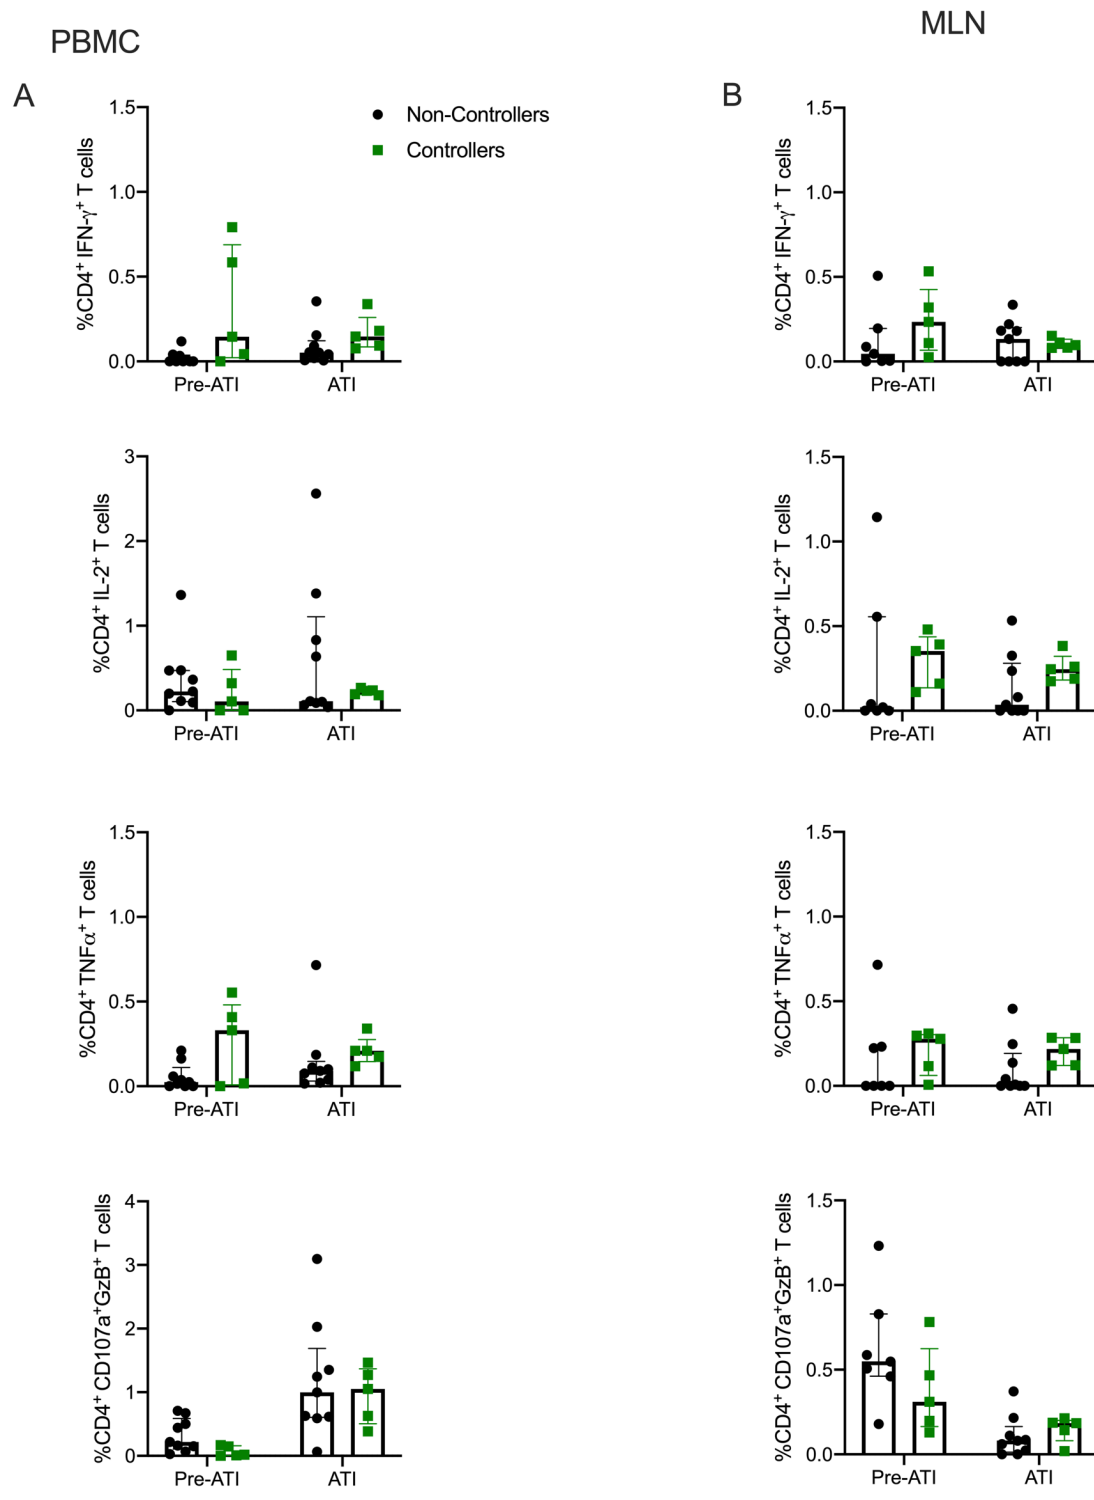 PBMC
MLN
A
B
Non-Controllers
Controllers
%CD4⁺ IFN-γ⁺ T cells
1.5
1.0
0.5
0.0
Pre-ATI
ATI
%CD4⁺ IFN-γ⁺ T cells
1.5
1.0
0.5
0.0
Pre-ATI
ATI
%CD4⁺ IL-2⁺ T cells
3
2
1
0
Pre-ATI
ATI
%CD4⁺ IL-2⁺ T cells
1.5
1.0
0.5
0.0
Pre-ATI
ATI
%CD4⁺ TNFα⁺ T cells
1.5
1.0
0.5
0.0
Pre-ATI
ATI
%CD4⁺ TNFα⁺ T cells
1.5
1.0
0.5
0.0
Pre-ATI
ATI
%CD4⁺ CD107a⁺GzB⁺ T cells
4
3
2
1
0
Pre-ATI
ATI
%CD4⁺ CD107a⁺GzB⁺ T cells
1.5
1.0
0.5
0.0
Pre-ATI
ATI